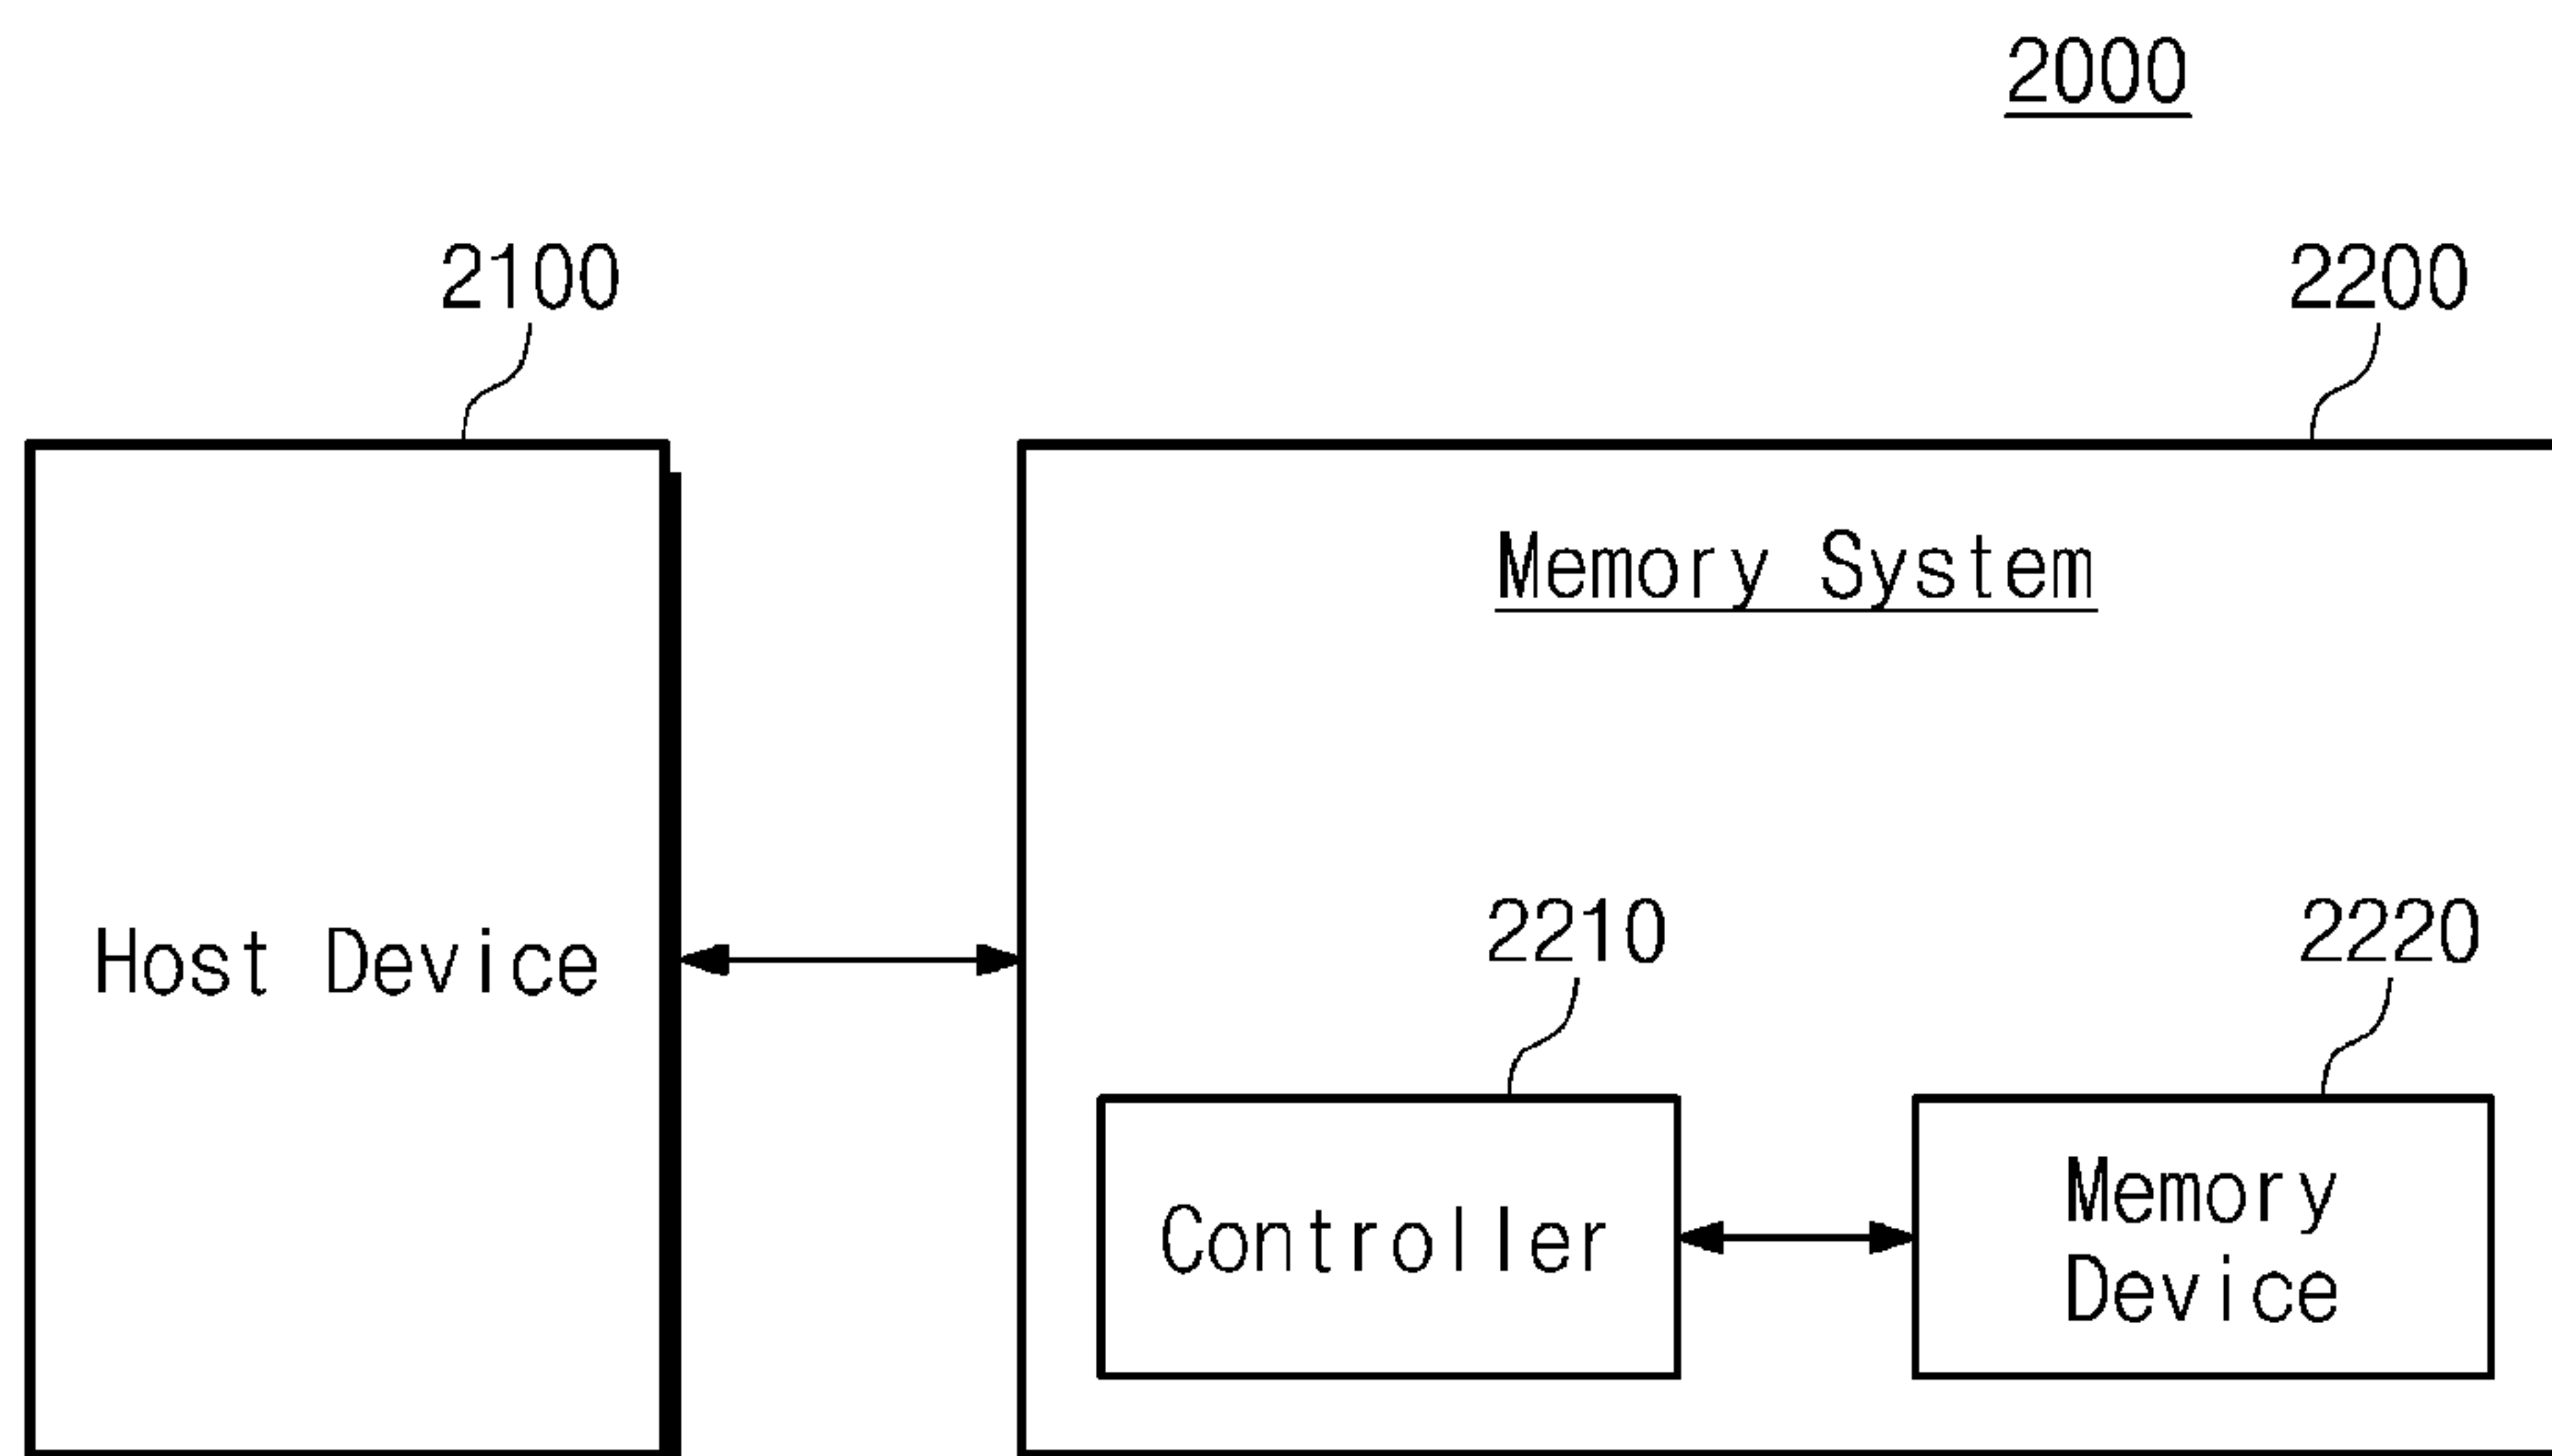 2000
2100
2200
Memory System
Host Device
2210
2220
Controller
Memory
Device